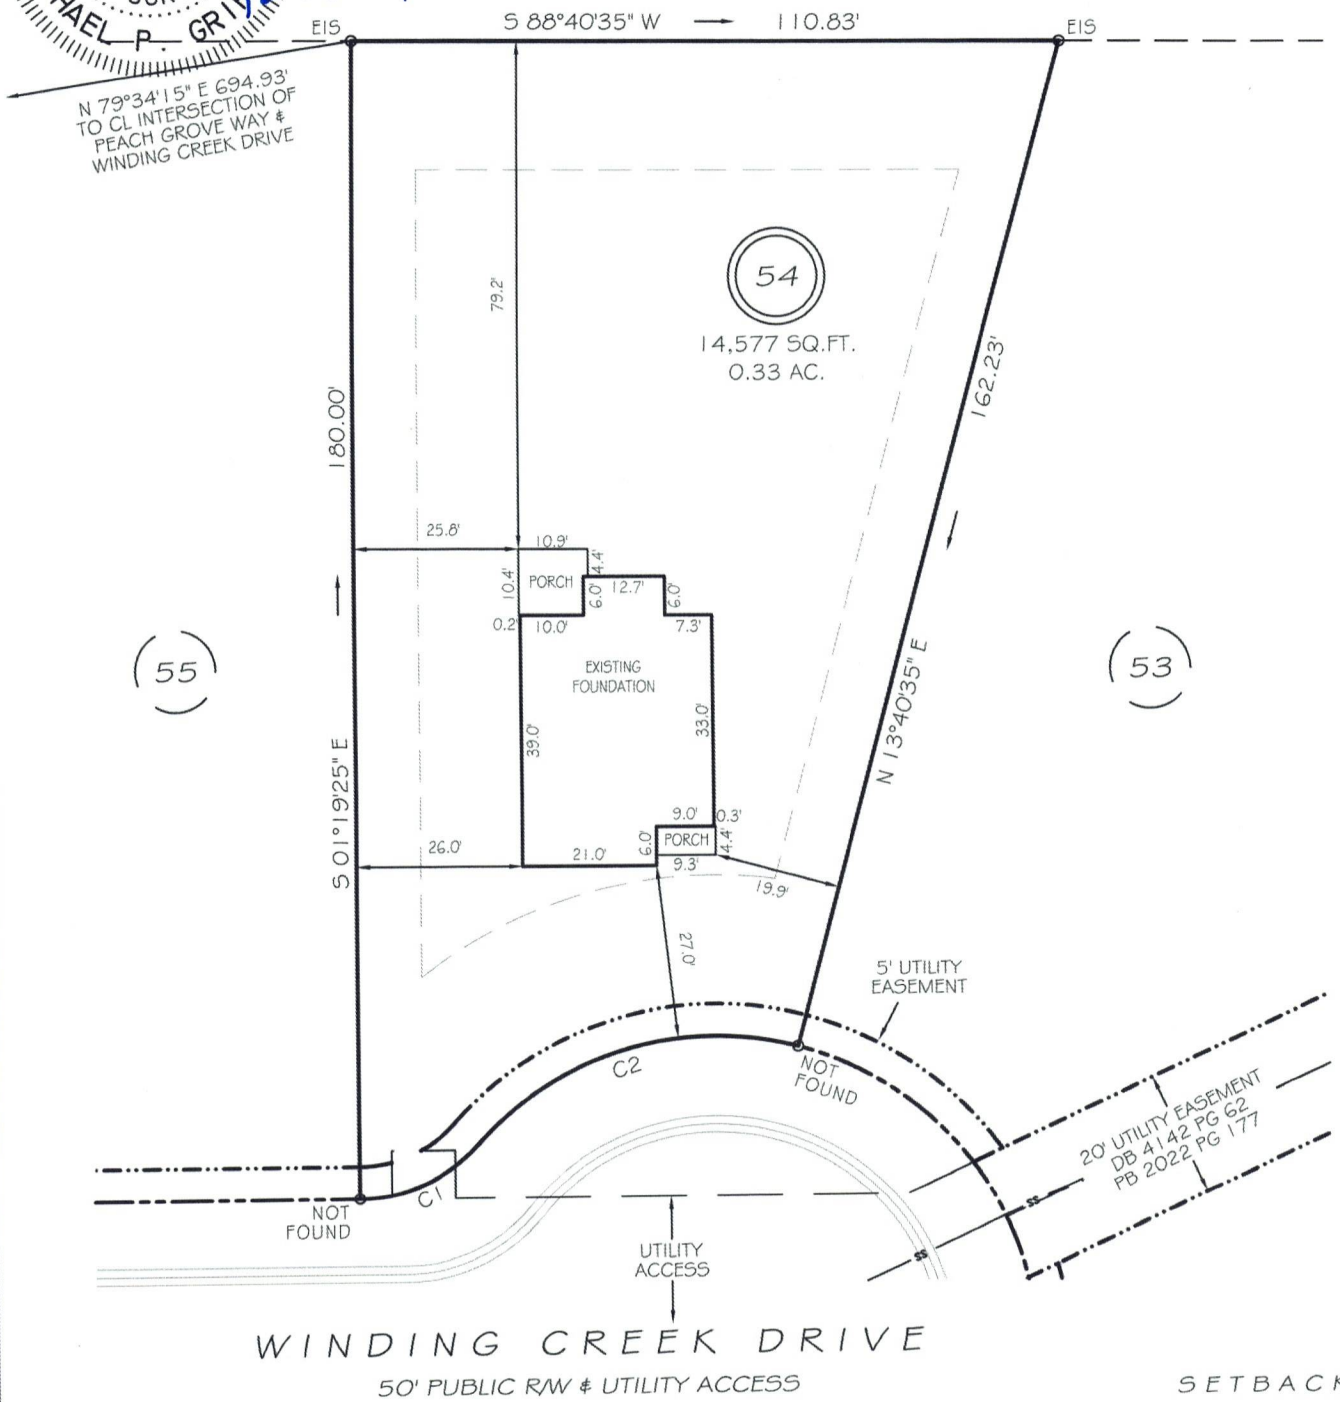 HAEL P. GRI
EIS
S 88°40'35" W
110.83'
EIS
N 79°34'15" E 694.93'
TO CL INTERSECTION OF
PEACH GROVE WAY &
WINDING CREEK DRIVE
54
14,577 SQ.FT.
0.33 AC.
79.2'
180.00'
162.23'
25.8'
10.9'
4.4'
10.4'
PORCH
6.0'
12.7'
6.0'
0.2'
10.0'
7.3'
EXISTING
FOUNDATION
55
53
39.0'
33.0'
N 13°40'35" E
S 01°19'25" E
9.0'
0.3'
6.0'
PORCH
4.4'
26.0'
21.0'
9.3'
19.9'
27.0'
5' UTILITY
EASEMENT
C2
NOT
FOUND
20' UTILITY EASEMENT
DB 4142 PG 62
PB 2022 PG 177
C1
NOT
FOUND
SS
SS
UTILITY
ACCESS
WINDING CREEK DRIVE
50' PUBLIC R/W & UTILITY ACCESS
SETBACK